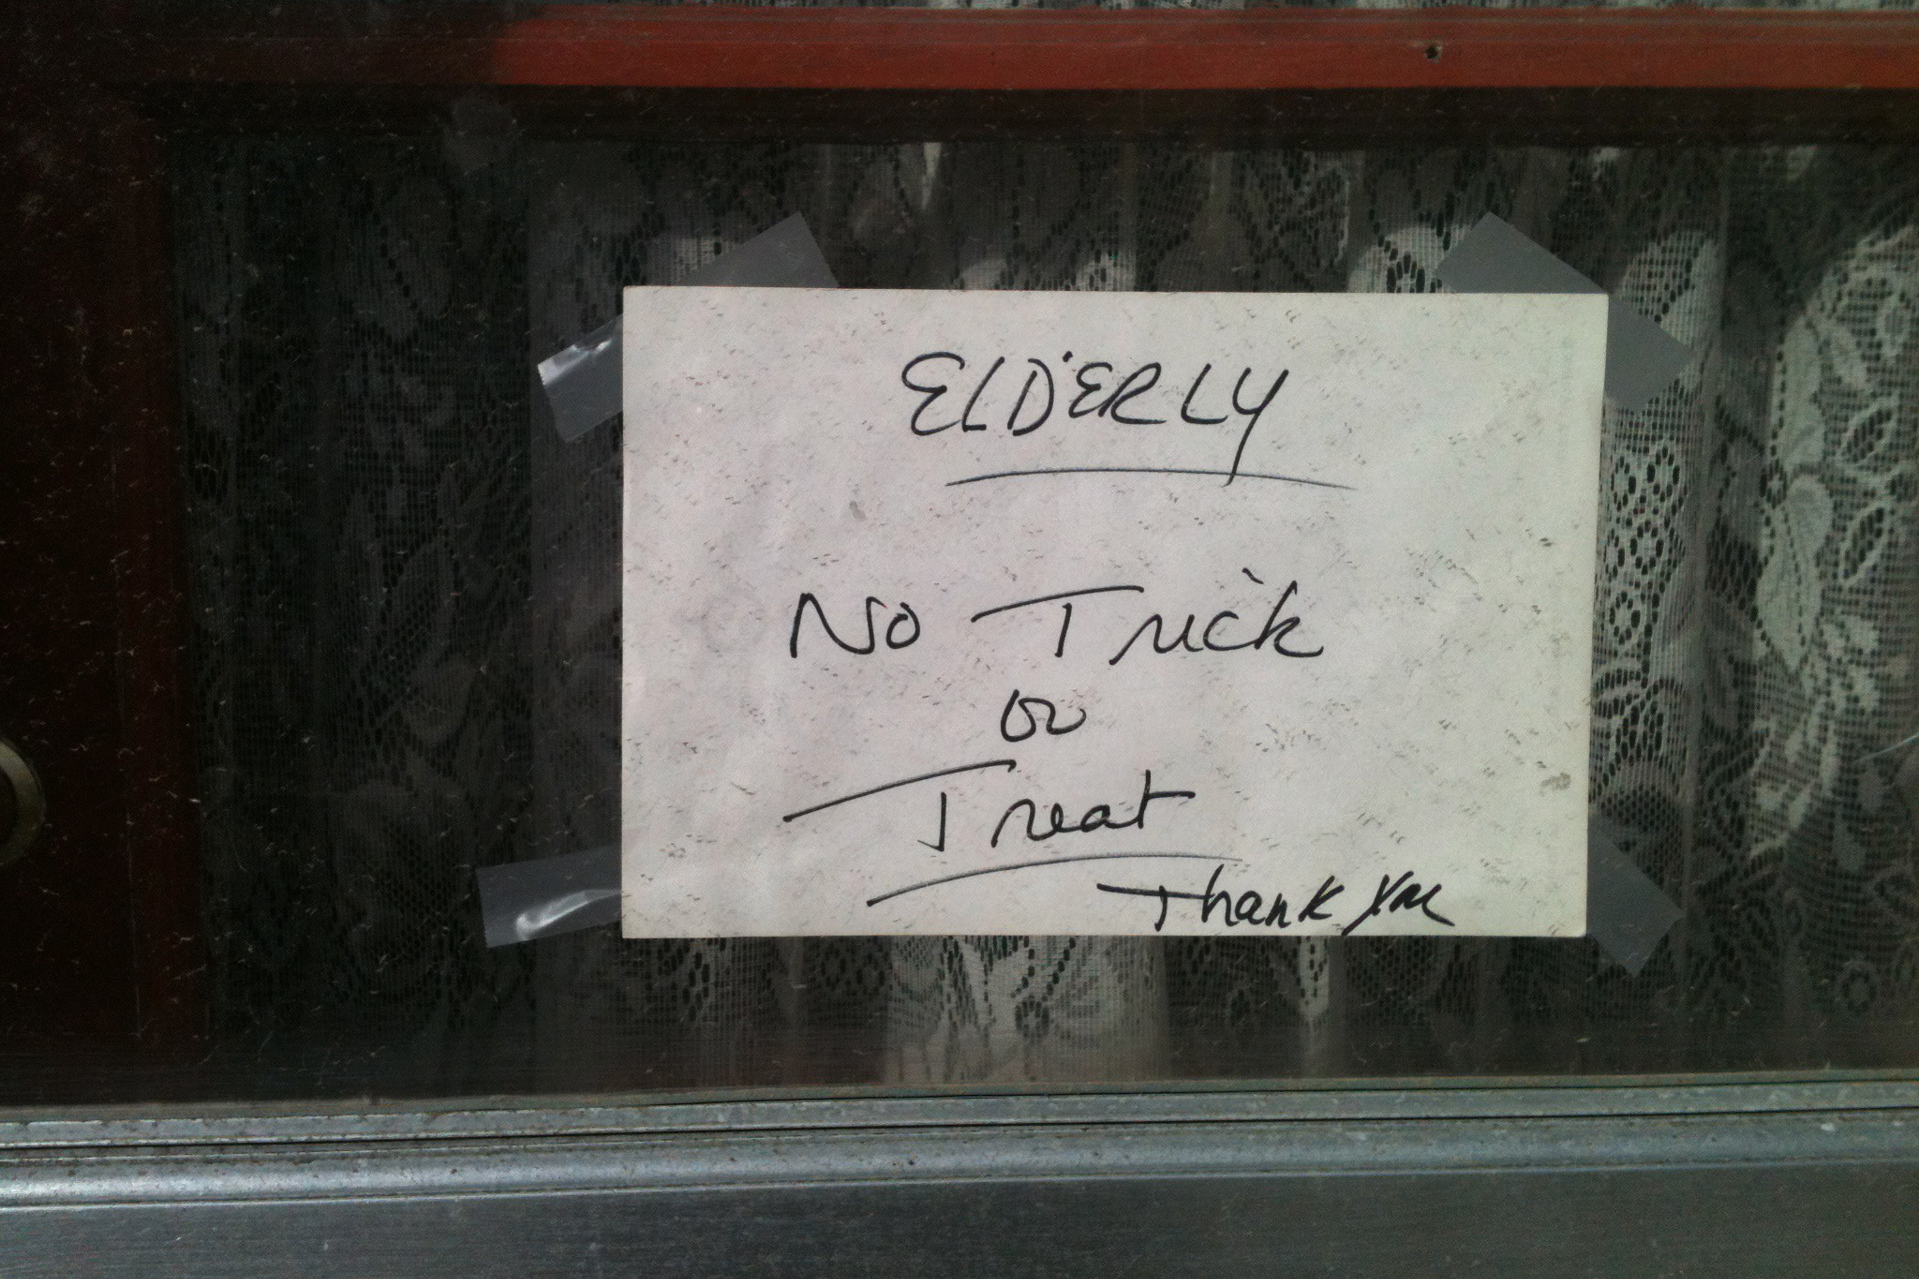 ELDERLY
No Trick
or
Treat
Thank you